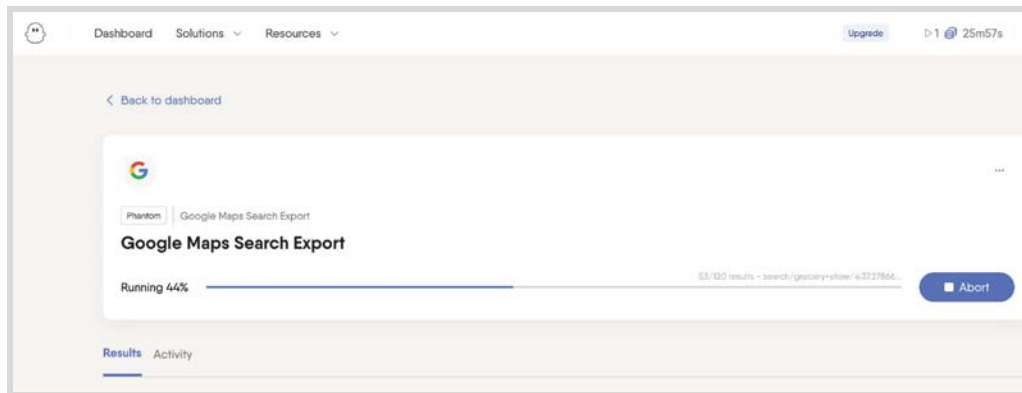 Dashboard Solutions Resources Upgrade 1 25m57s
Back to dashboard
G
...
Phantom Google Maps Search Export
Google Maps Search Export
53/120 results - search/grocery+store/
Running 44% Abort
Results Activity